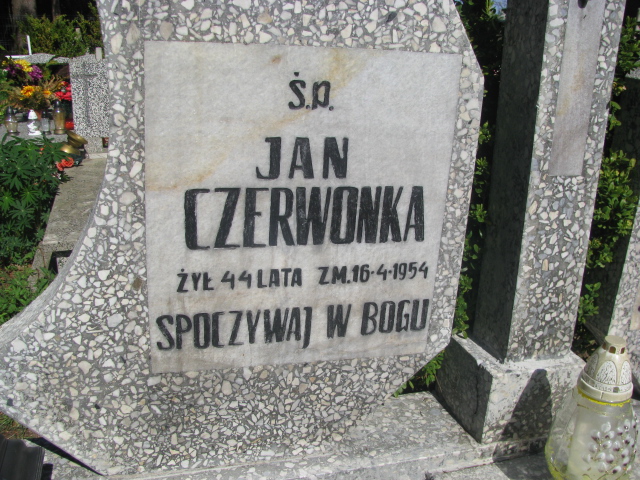 Ś.P.
JAN
CZERWONKA
ŻYŁ 44 LATA ZM.16-4-1954
SPOCZYWAJ W BOGU